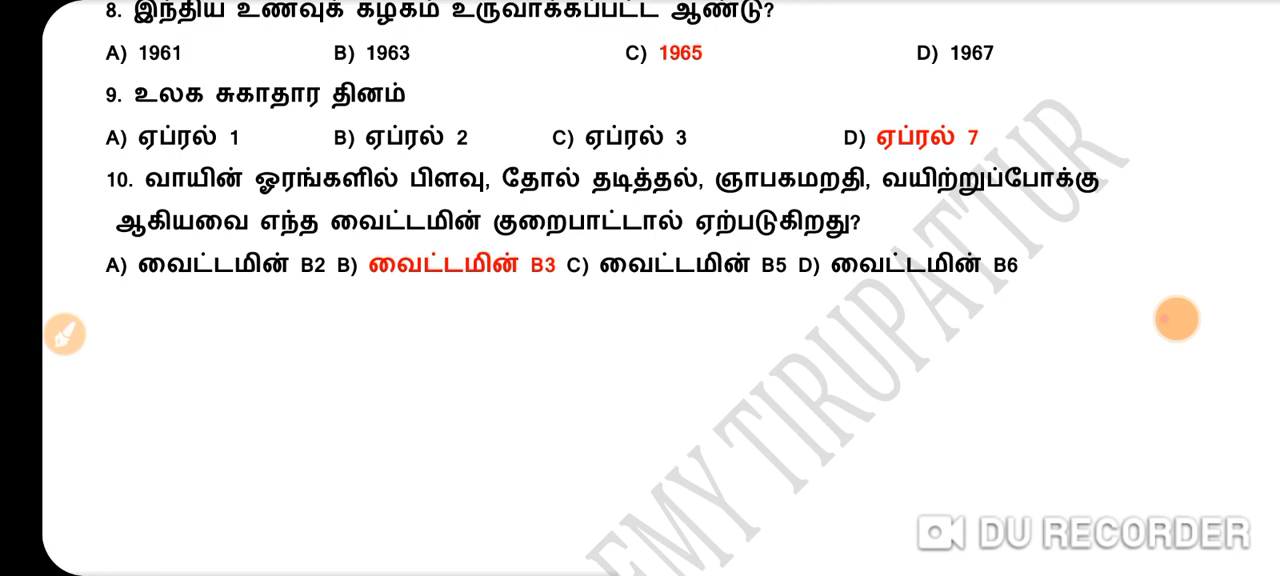 8. இந்திய உணவுக் கழகம் உருவாக்கப்பட்ட ஆண்டு?
A) 1961 B) 1963 C) 1965 D) 1967
9. உலக சுகாதார தினம்
A) ஏப்ரல் 1 B) ஏப்ரல் 2 C) ஏப்ரல் 3 D) ஏப்ரல் 7
10. வாயின் ஓரங்களில் பிளவு, தோல் தடித்தல், ஞாபகமறதி, வயிற்றுப்போக்கு
ஆகியவை எந்த வைட்டமின் குறைபாட்டால் ஏற்படுகிறது?
A) வைட்டமின் B2 B) வைட்டமின் B3 C) வைட்டமின் B5 D) வைட்டமின் B6
EMY TIRUPATTUR
DU RECORDER